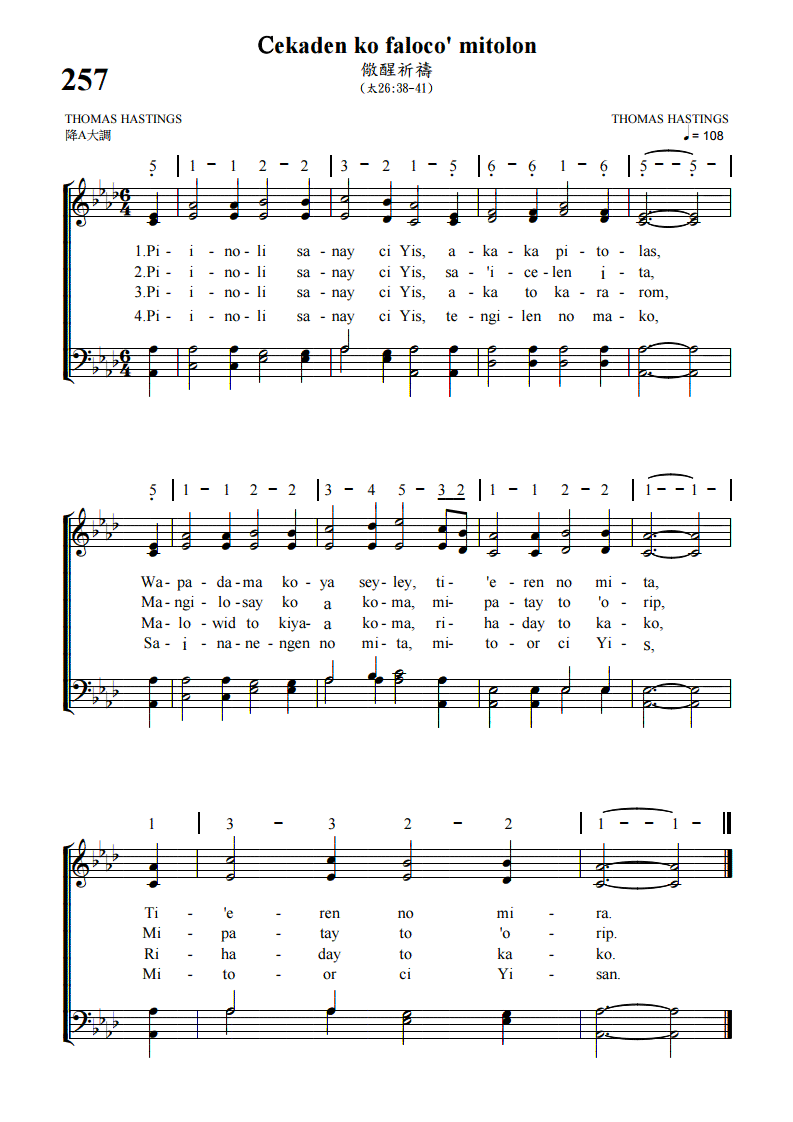 Cekaden ko faloco' mitolon
257
儆醒祈禱
(太26:38-41)
THOMAS HASTINGS THOMAS HASTINGS
降A大調 ♩= 108
5 | 1 - 1 2 - 2 | 3 - 2 1 - 5 | 6 - 6 1 - 6 | 5 - - 5 - |
6/4
1.Pi - i - no - li sa - nay ci Yis, a - ka - ka pi - to - las,
2.Pi - i - no - li sa - nay ci Yis, sa - 'i - ce - len i - ta,
3.Pi - i - no - li sa - nay ci Yis, a - ka to ka - ra - rom,
4.Pi - i - no - li sa - nay ci Yis, te - ngi - len no ma - ko,
6/4
5 | 1 - 1 2 - 2 | 3 - 4 5 - 3 2 | 1 - 1 2 - 2 | 1 - - 1 - |
Wa - pa - da - ma ko - ya sey - ley, ti - 'e - ren no mi - ta,
Ma - ngi - lo - say ko a ko - ma, mi- pa - tay to 'o - rip,
Ma - lo - wid to kiya - a ko - ma, ri - ha - day to ka - ko,
Sa - i - na - ne - ngen no mi - ta, mi - to - or ci Yi - s,
1 | 3 - 3 2 - 2 | 1 - - 1 - ||
Ti - 'e - ren no mi - ra.
Mi - pa - tay to 'o - rip.
Ri - ha - day to ka - ko.
Mi - to - or ci Yi - san.